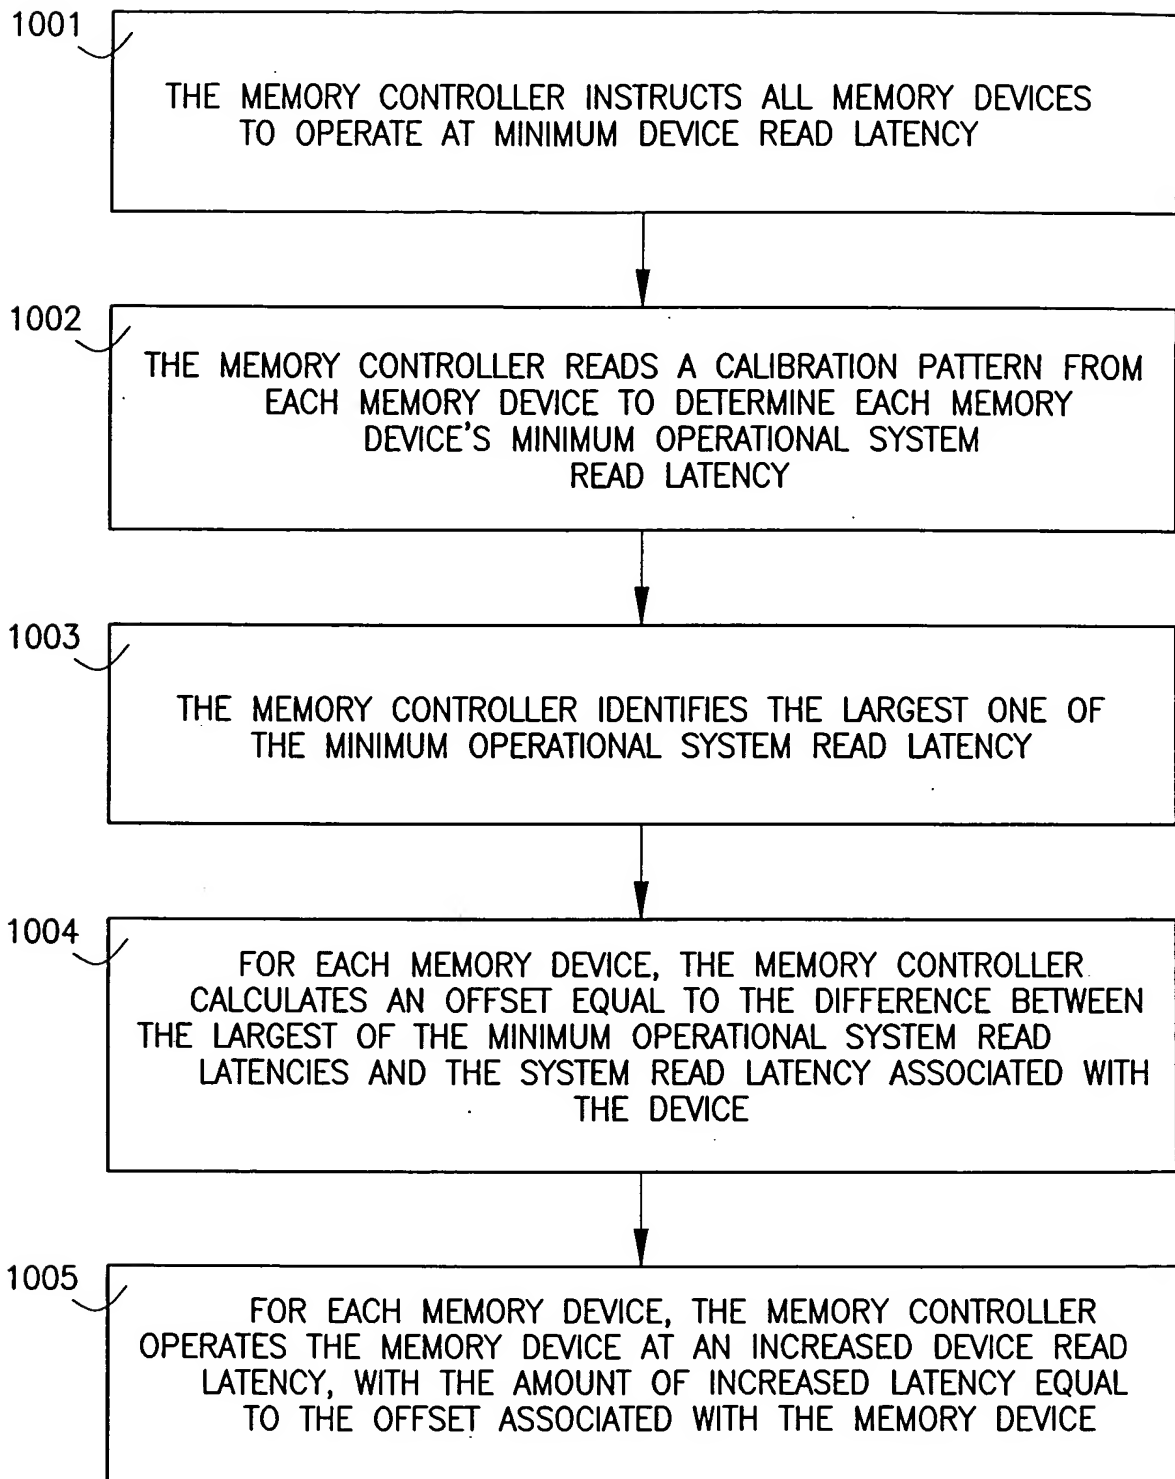 1001
THE MEMORY CONTROLLER INSTRUCTS ALL MEMORY DEVICES
TO OPERATE AT MINIMUM DEVICE READ LATENCY
1002
THE MEMORY CONTROLLER READS A CALIBRATION PATTERN FROM
EACH MEMORY DEVICE TO DETERMINE EACH MEMORY
DEVICE'S MINIMUM OPERATIONAL SYSTEM
READ LATENCY
1003
THE MEMORY CONTROLLER IDENTIFIES THE LARGEST ONE OF
THE MINIMUM OPERATIONAL SYSTEM READ LATENCY
1004
FOR EACH MEMORY DEVICE, THE MEMORY CONTROLLER
CALCULATES AN OFFSET EQUAL TO THE DIFFERENCE BETWEEN
THE LARGEST OF THE MINIMUM OPERATIONAL SYSTEM READ
LATENCIES AND THE SYSTEM READ LATENCY ASSOCIATED WITH
THE DEVICE
1005
FOR EACH MEMORY DEVICE, THE MEMORY CONTROLLER
OPERATES THE MEMORY DEVICE AT AN INCREASED DEVICE READ
LATENCY, WITH THE AMOUNT OF INCREASED LATENCY EQUAL
TO THE OFFSET ASSOCIATED WITH THE MEMORY DEVICE